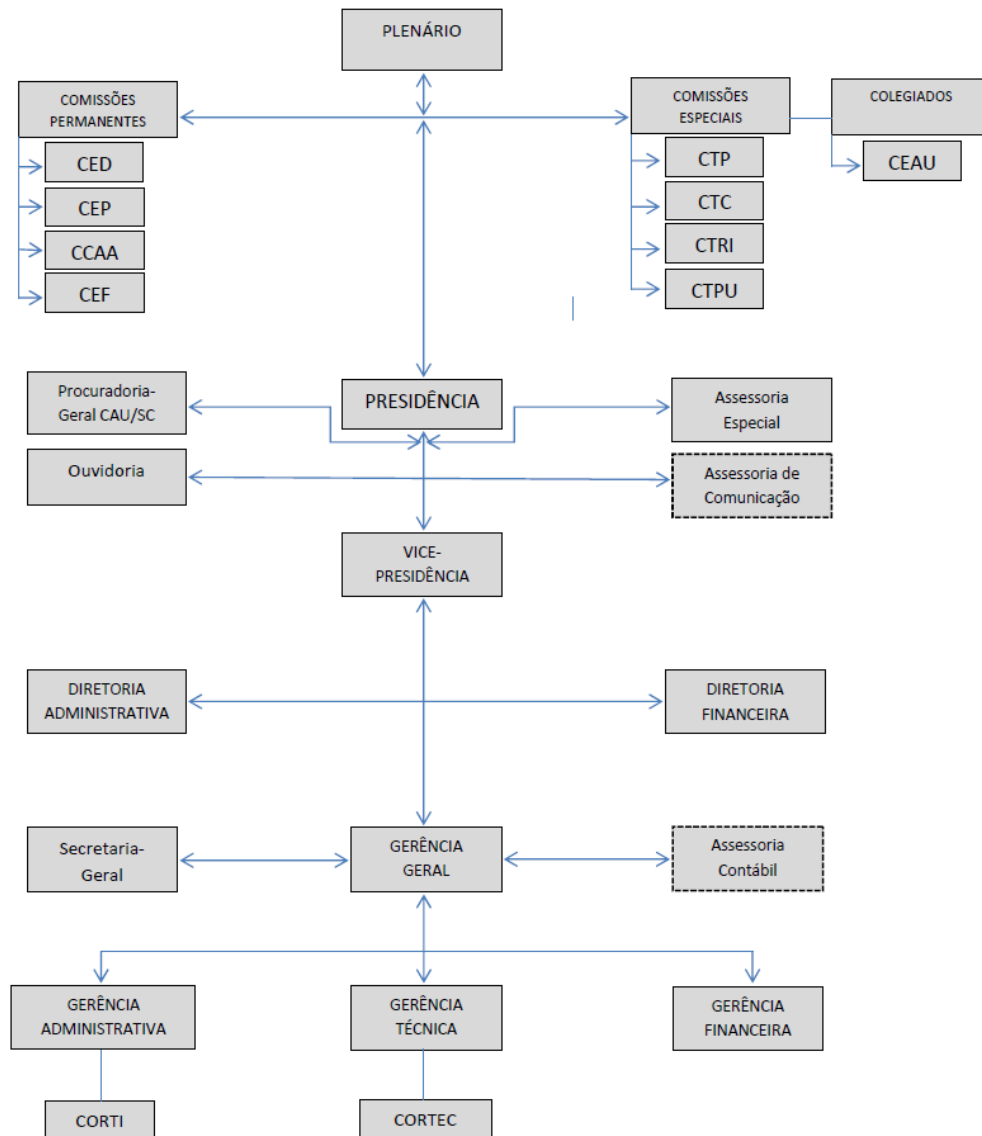 PLENÁRIO
COMISSÕES
PERMANENTES
CED
CEP
CCAA
CEF
COMISSÕES
ESPECIAIS
CTP
CTC
CTRI
CTPU
COLEGIADOS
CEAU
Procuradoria-
Geral CAU/SC
PRESIDÊNCIA
Assessoria
Especial
Ouvidoria
Assessoria de
Comunicação
VICE-
PRESIDÊNCIA
DIRETORIA
ADMINISTRATIVA
DIRETORIA
FINANCEIRA
Secretaria-
Geral
GERÊNCIA
GERAL
Assessoria
Contábil
GERÊNCIA
ADMINISTRATIVA
GERÊNCIA
TÉCNICA
GERÊNCIA
FINANCEIRA
CORTI
CORTEC